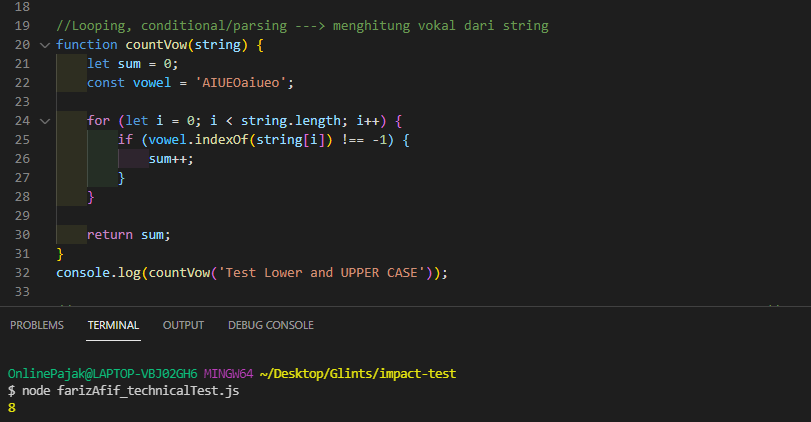 18
19 //Looping, conditional/parsing ---> menghitung vokal dari string
20 function countVow(string) {
21     let sum = 0;
22     const vowel = 'AIUEOaiueo';
23
24     for (let i = 0; i < string.length; i++) {
25         if (vowel.indexOf(string[i]) !== -1) {
26             sum++;
27         }
28     }
29
30     return sum;
31 }
32 console.log(countVow('Test Lower and UPPER CASE'));
33
PROBLEMS TERMINAL OUTPUT DEBUG CONSOLE
OnlinePajak@LAPTOP-VBJ02GH6 MINGW64 ~/Desktop/Glints/impact-test
$ node farizAfif_technicalTest.js
8